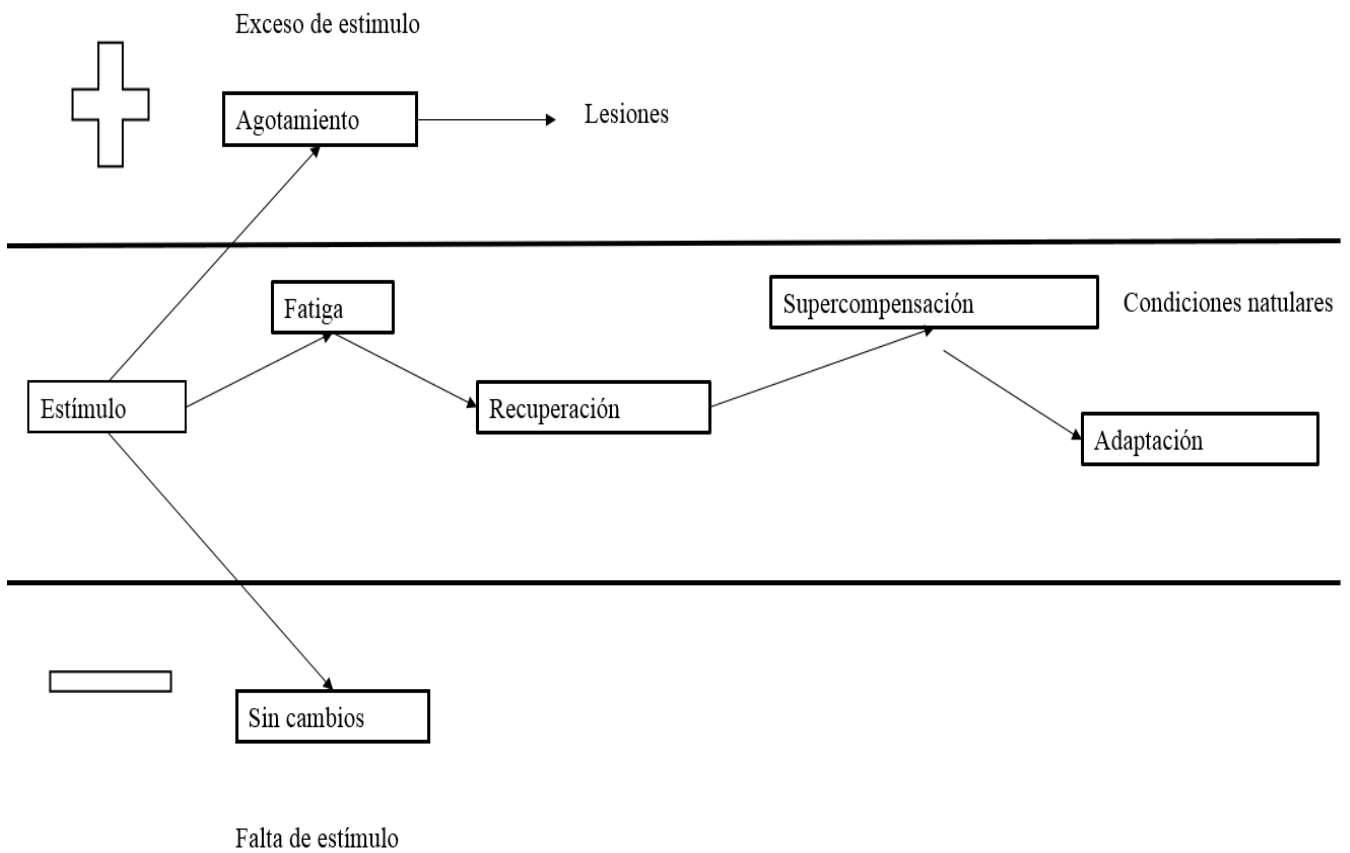 Exceso de estimulo
Agotamiento
Lesiones
Fatiga
Supercompensación
Condiciones natulares
Estímulo
Recuperación
Adaptación
Sin cambios
Falta de estímulo